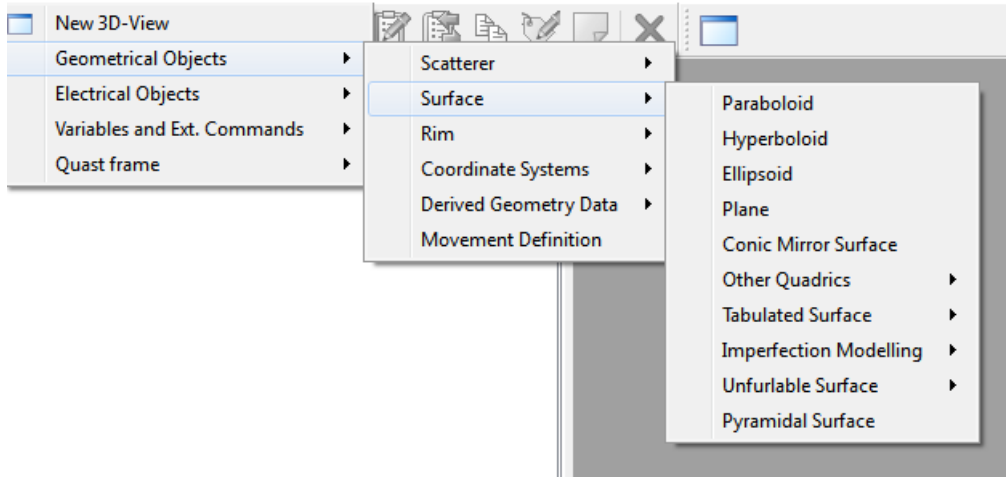 New 3D-View
Geometrical Objects
Electrical Objects
Variables and Ext. Commands
Quast frame
Scatterer
Surface
Rim
Coordinate Systems
Derived Geometry Data
Movement Definition
Paraboloid
Hyperboloid
Ellipsoid
Plane
Conic Mirror Surface
Other Quadrics
Tabulated Surface
Imperfection Modelling
Unfurlable Surface
Pyramidal Surface